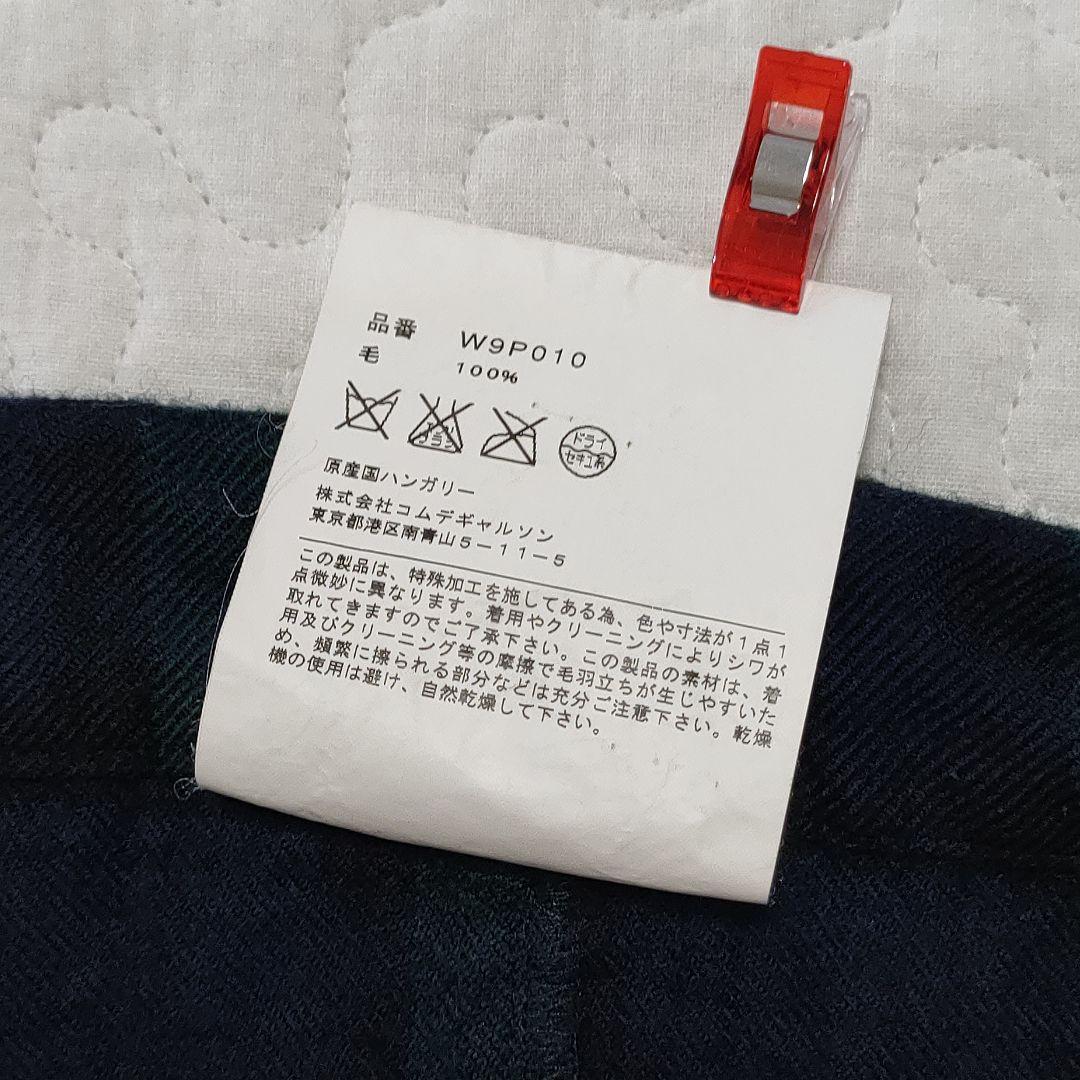 品番 W9P010
毛 100%
エンソ
サラシ
ドライ
セキユ系
原産国ハンガリー
株式会社コムデギャルソン
東京都港区南青山5-11-5
この製品は、特殊加工を施してある為、色や寸法が1点1
点微妙に異なります。着用やクリーニングによりシワが
取れてきますのでご了承下さい。この製品の素材は、着
用及びクリーニング等の摩擦で毛羽立ちが生じやすいた
め、頻繁に擦られる部分などは充分ご注意下さい。乾燥
機の使用は避け、自然乾燥して下さい。